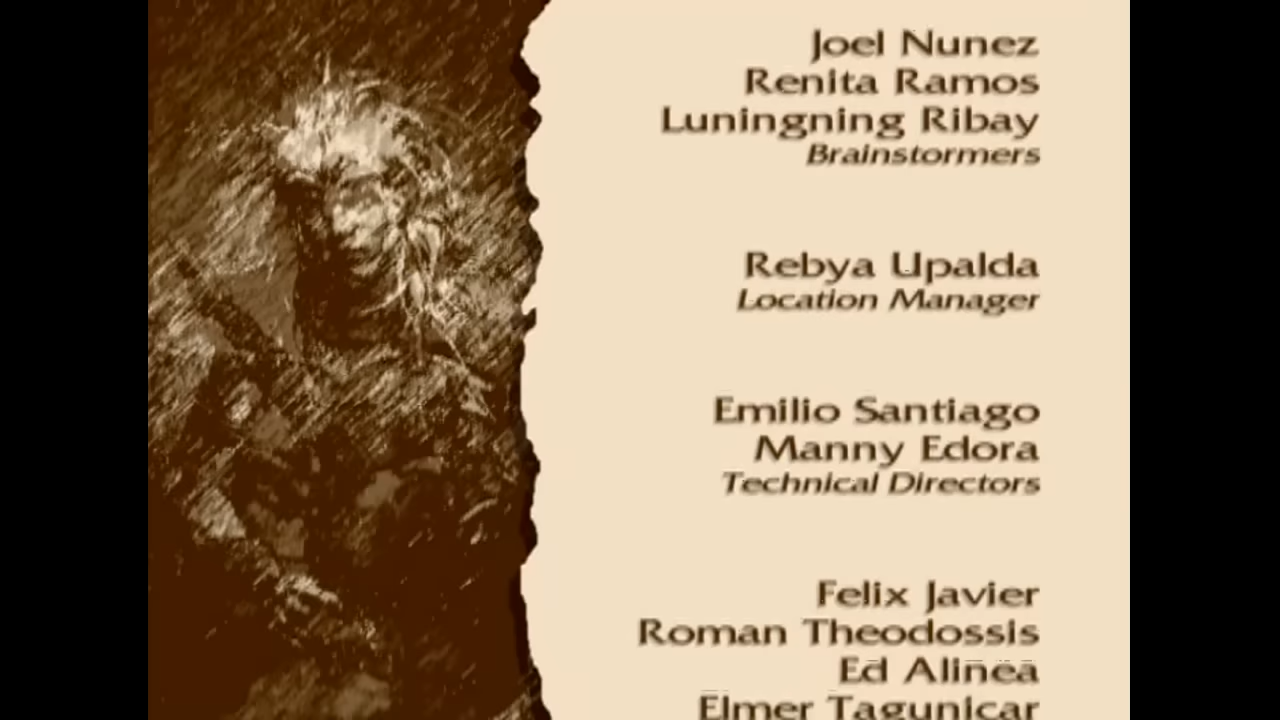 Joel Nunez
Renita Ramos
Luningning Ribay
Brainstormers
Rebya Upalda
Location Manager
Emilio Santiago
Manny Edora
Technical Directors
Felix Javier
Roman Theodossis
Ed Alinea
Elmer Tagunicar